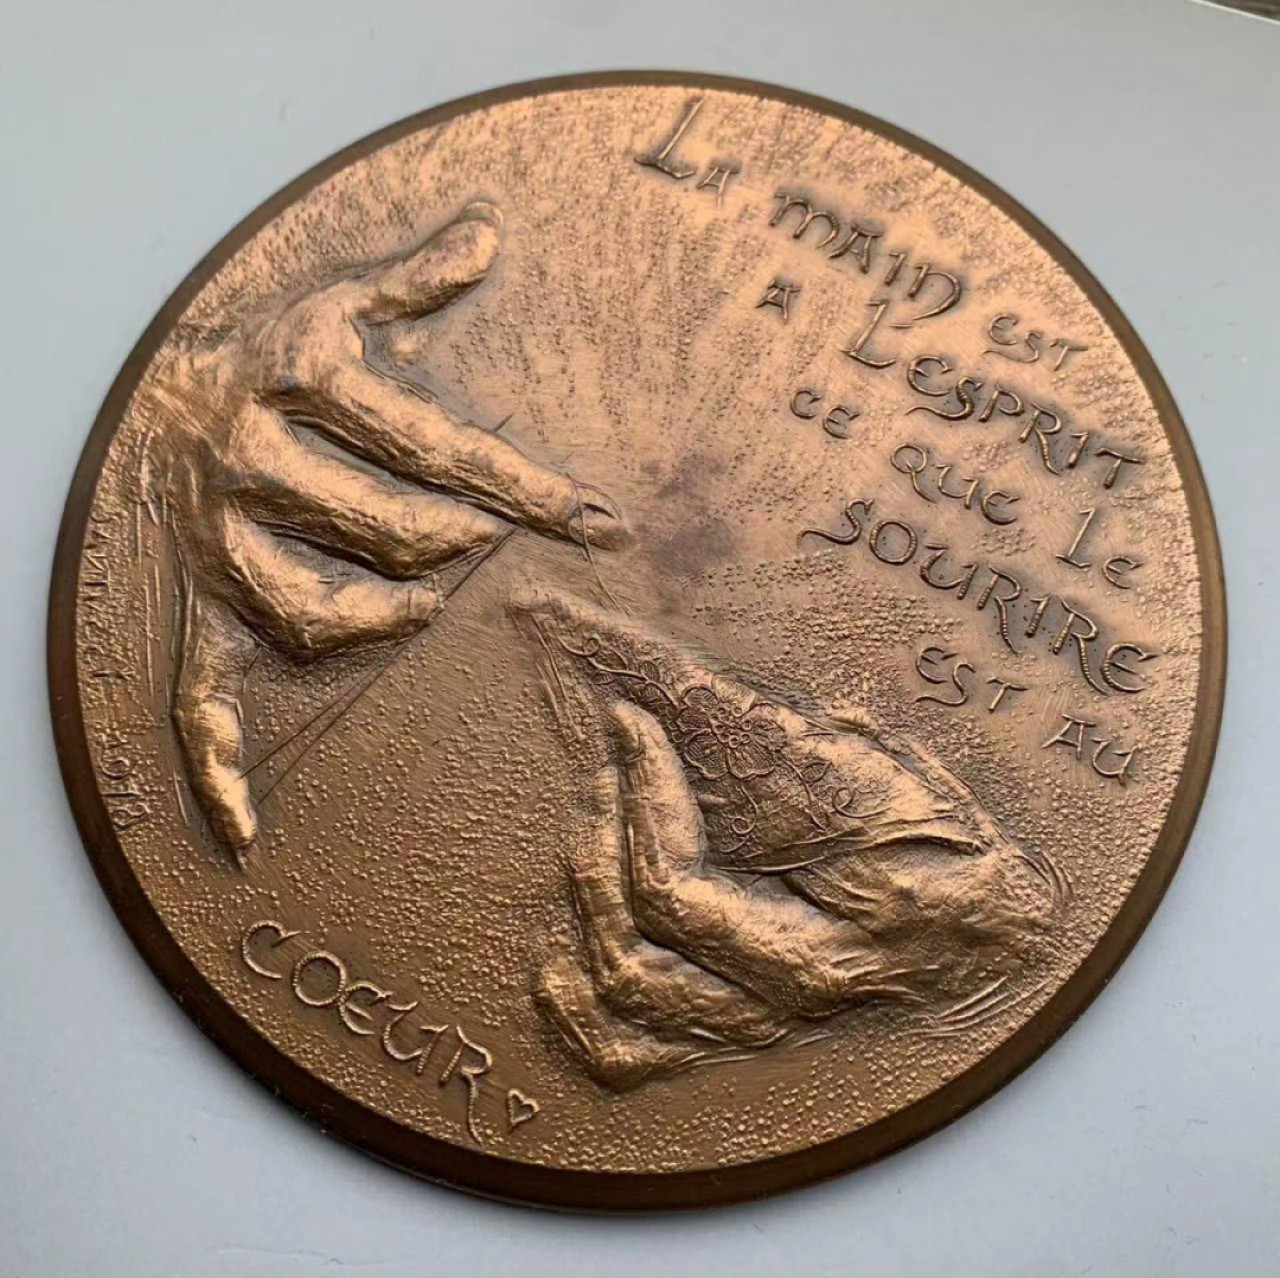 La MAIN EST
A L'ESPRIT
CE QUE LE
SOURIRE
EST AU
COEUR